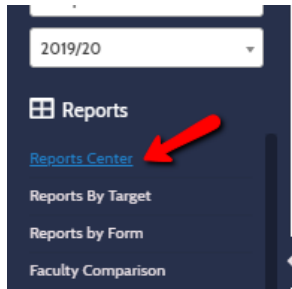 2019/20
Reports
Reports Center
Reports By Target
Reports by Form
Faculty Comparison